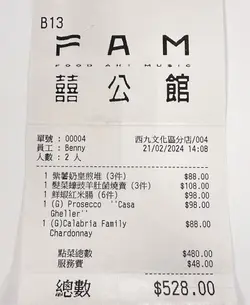 B13
FAM
FOOD ART MUSIC
囍公館
單號 : 00004 西九文化區分店/004
員工 : Benny 21/02/2024 14:08
人數 : 2 人
1 紫薯奶皇煎堆 (3件) $88.00
1 髮菜蠔豉羊肚菌燒賣 (3件) $108.00
1 鮮蝦紅米腸 (6件) $98.00
1 (G) Prosecco ''Casa $98.00
Gheller''
1 (G)Calabria Family $88.00
Chardonnay
點菜總數 $480.00
服務費 $48.00
總數 $528.00